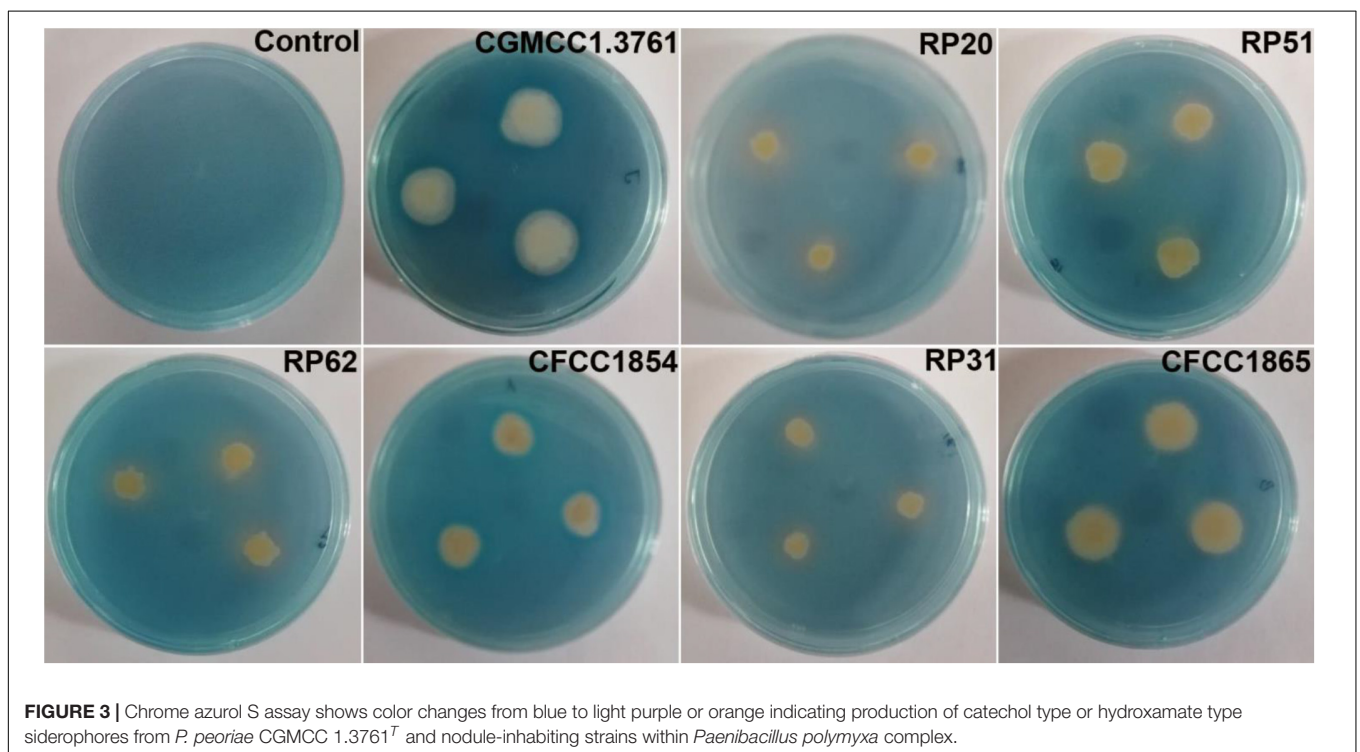 Control
CGMCC1.3761
RP20
RP51
RP62
CFCC1854
RP31
CFCC1865
FIGURE 3 | Chrome azurol S assay shows color changes from blue to light purple or orange indicating production of catechol type or hydroxamate type
siderophores from P. peoriae CGMCC 1.3761ᵀ and nodule-inhabiting strains within Paenibacillus polymyxa complex.